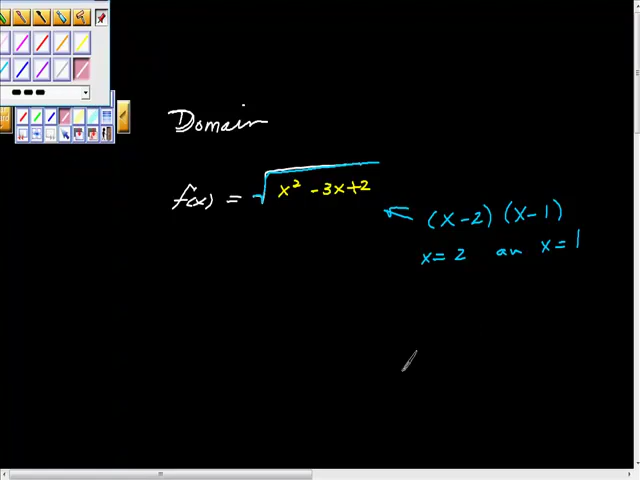 Domain
f(x) = √x² - 3x+2
← (x-2) (x-1)
x= 2 an x= 1